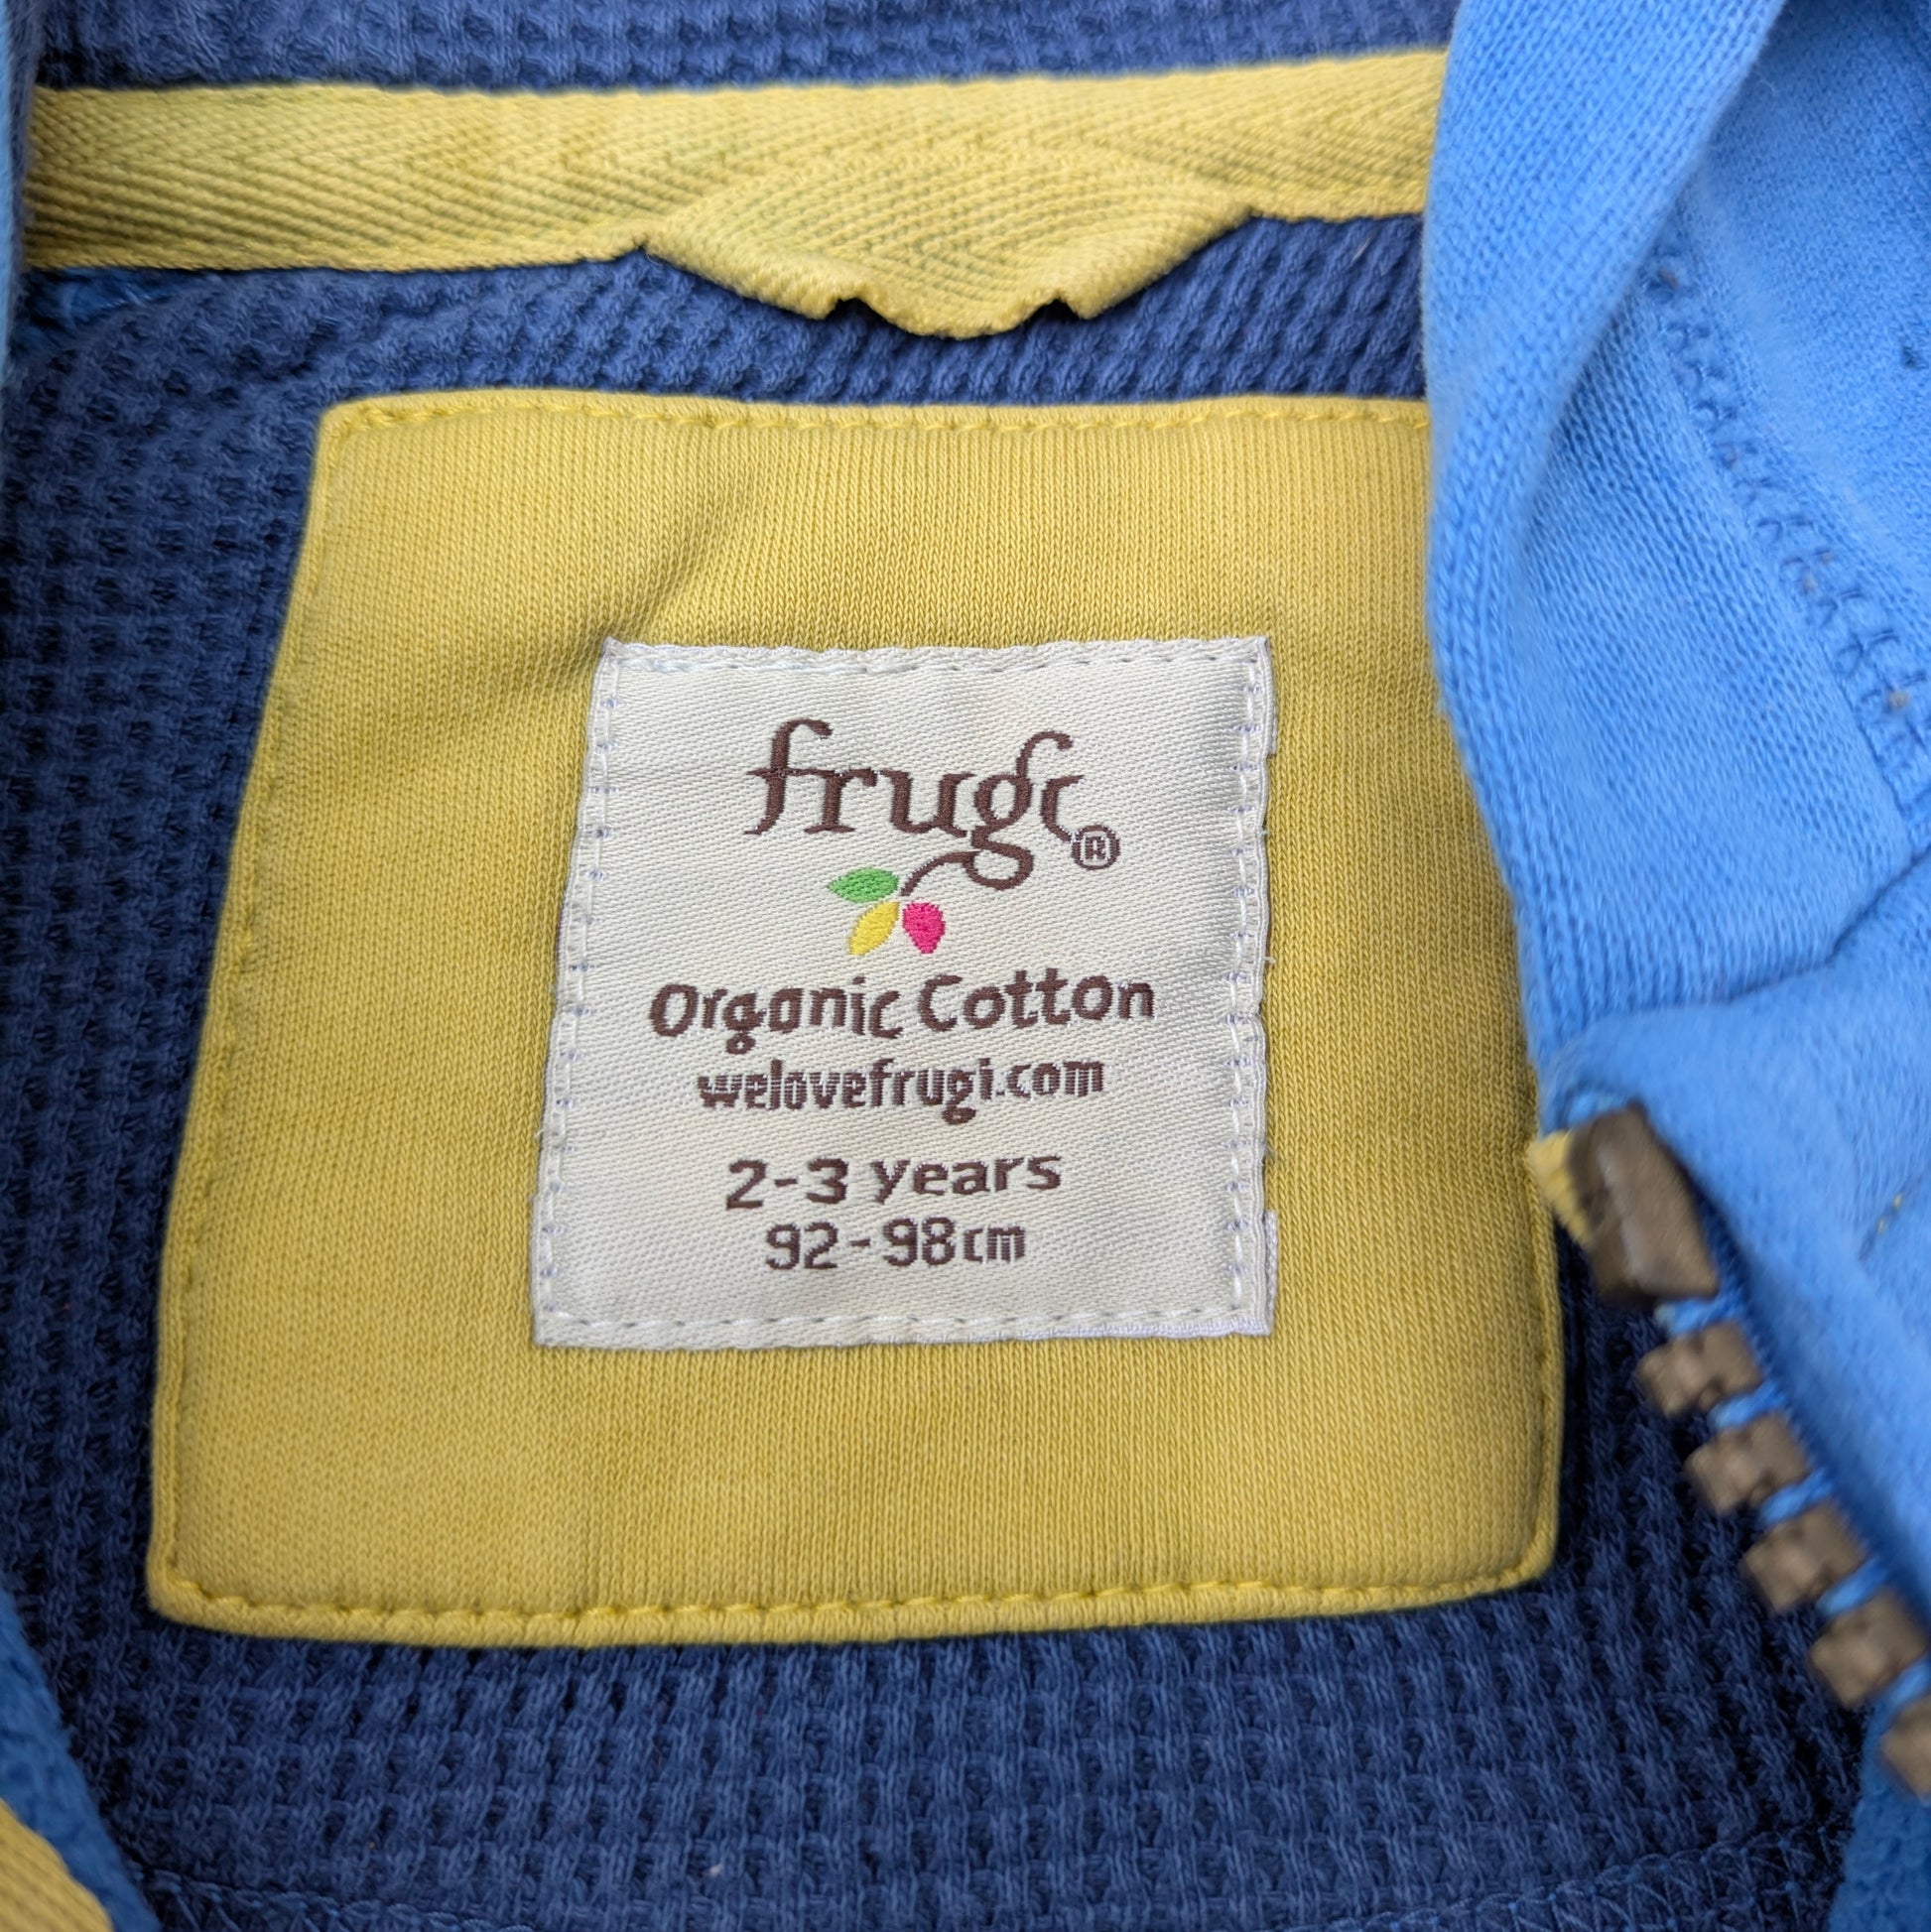 frugi®
Organic Cotton
welovefrugi.com
2-3 years
92-98cm